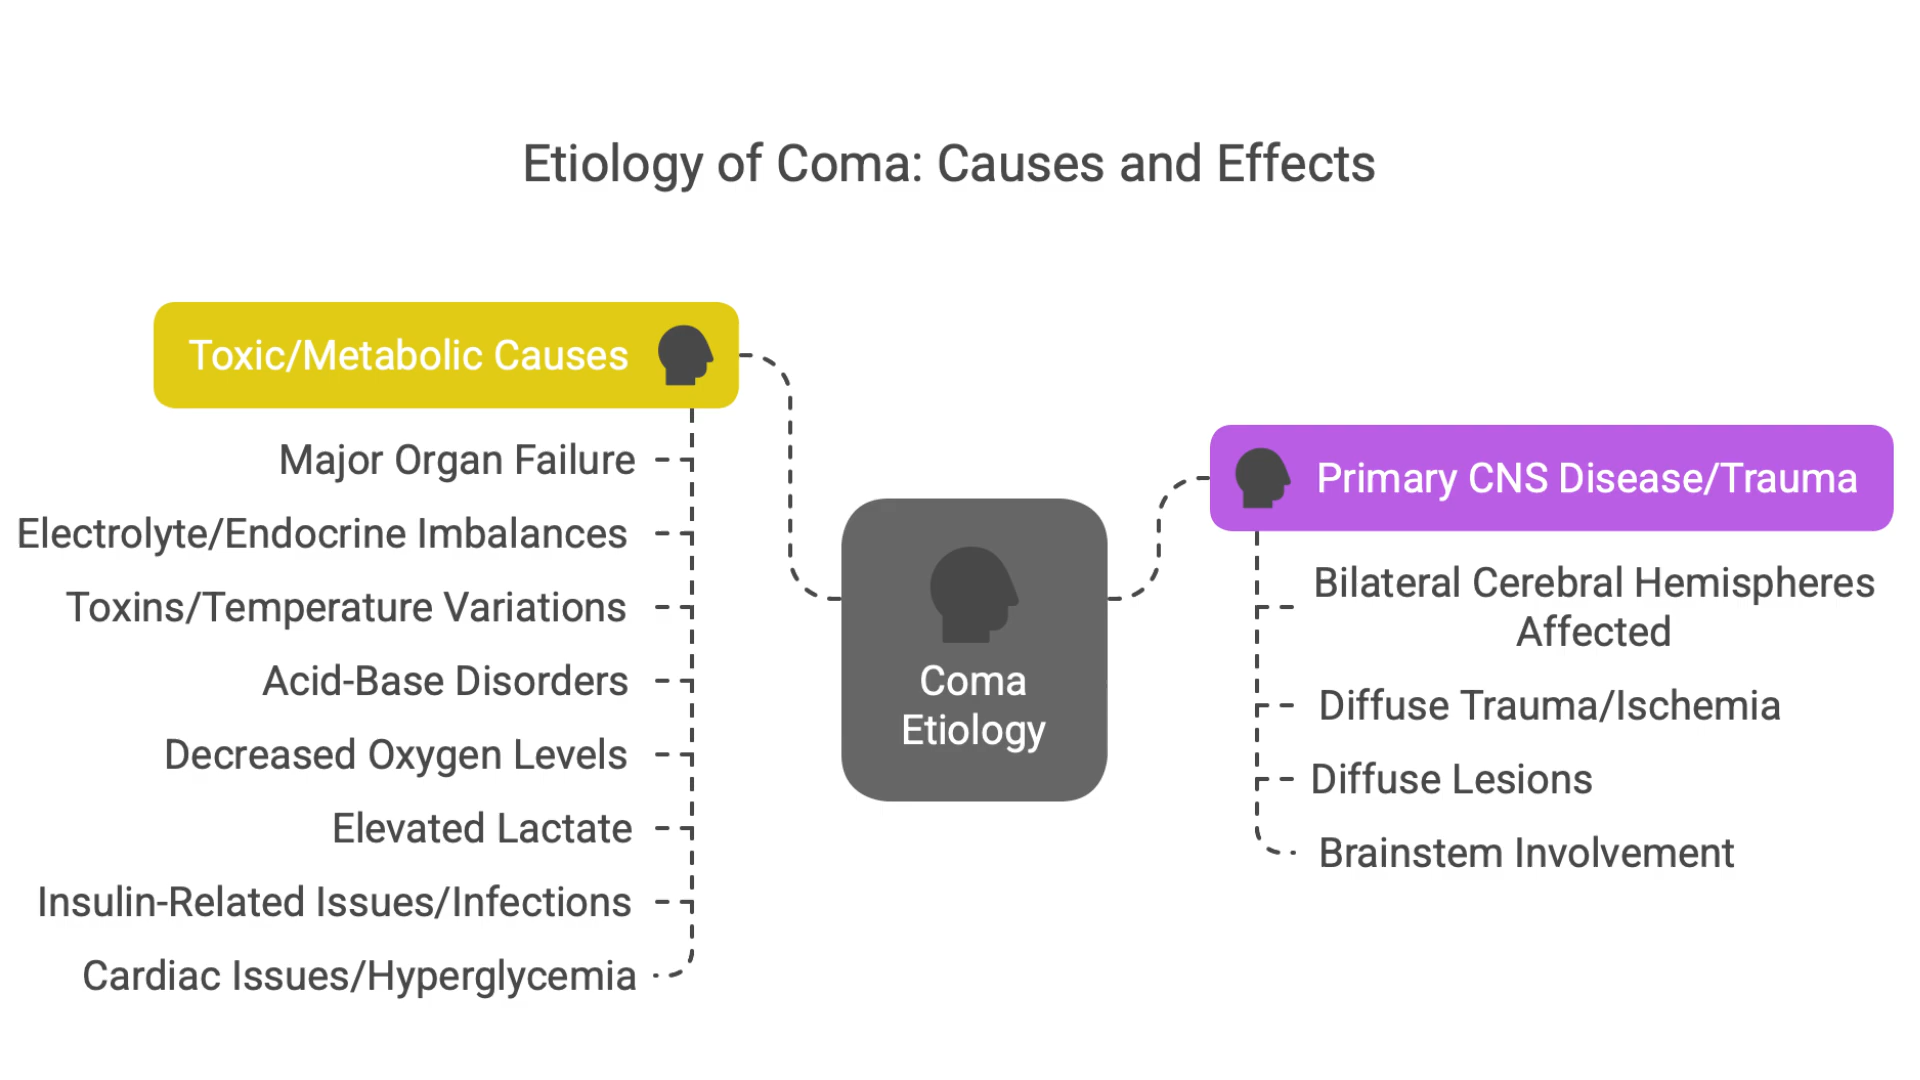 Etiology of Coma: Causes and Effects
Toxic/Metabolic Causes
Major Organ Failure
Electrolyte/Endocrine Imbalances
Toxins/Temperature Variations
Acid-Base Disorders
Decreased Oxygen Levels
Elevated Lactate
Insulin-Related Issues/Infections
Cardiac Issues/Hyperglycemia
Coma
Etiology
Primary CNS Disease/Trauma
Bilateral Cerebral Hemispheres
Affected
Diffuse Trauma/Ischemia
Diffuse Lesions
Brainstem Involvement